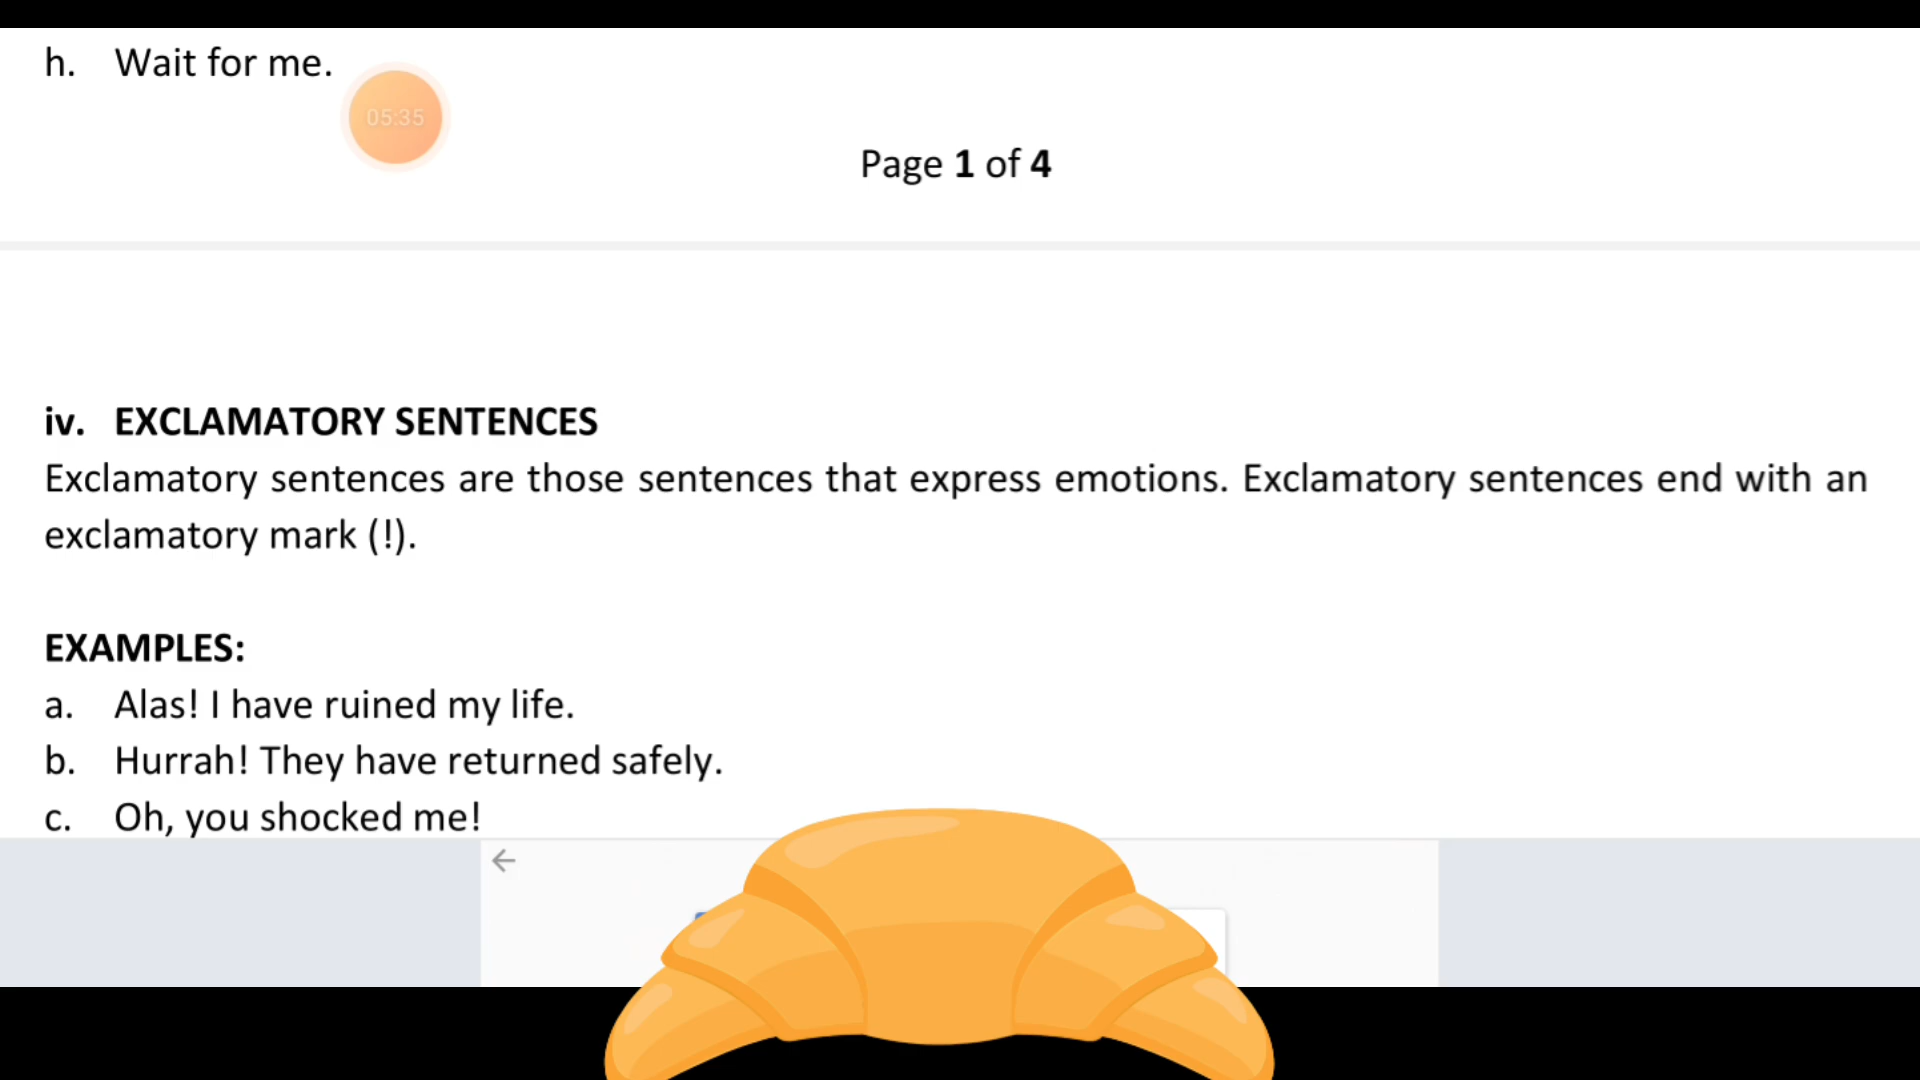 h. Wait for me.
05:35
Page 1 of 4
iv. EXCLAMATORY SENTENCES
Exclamatory sentences are those sentences that express emotions. Exclamatory sentences end with an
exclamatory mark (!).
EXAMPLES:
a. Alas! I have ruined my life.
b. Hurrah! They have returned safely.
c. Oh, you shocked me!